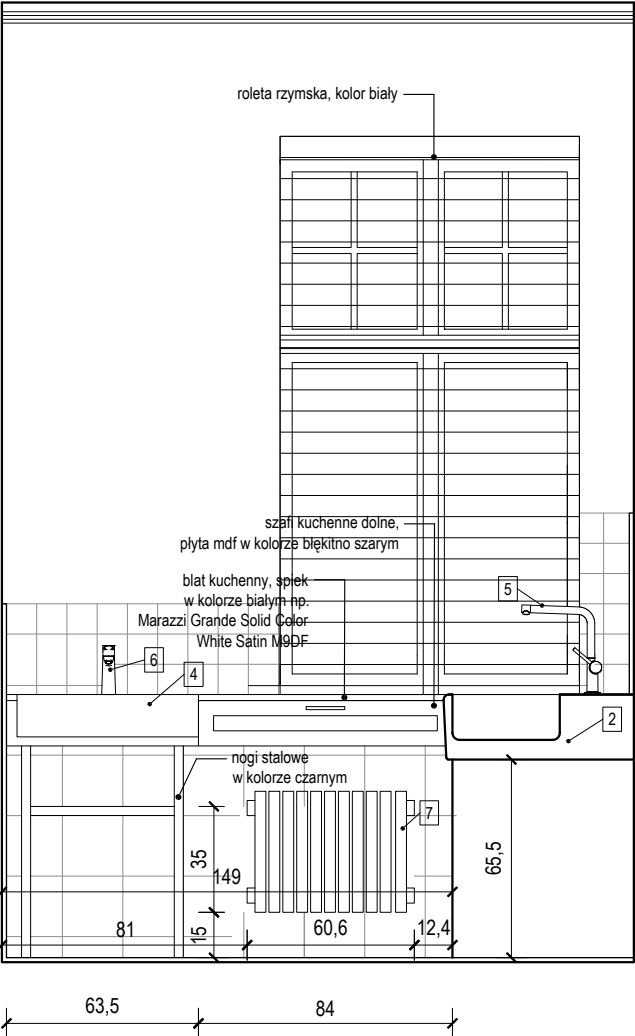 roleta rzymska, kolor biały
szafi kuchenne dolne,
płyta mdf w kolorze błękitno szarym
blat kuchenny, spiek
w kolorze białym np.
Marazzi Grande Solid Color
White Satin M9DF
5
6
4
2
nogi stalowe
w kolorze czarnym
7
35
149
65,5
81
15
60,6
12,4
63,5
84